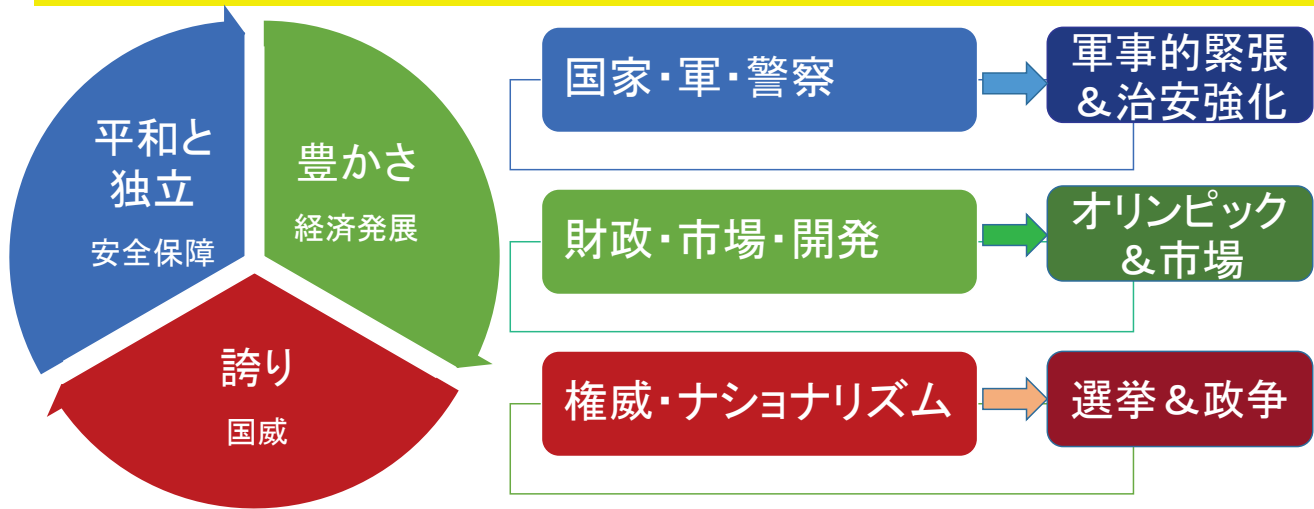 平和と
独立
安全保障
豊かさ
経済発展
誇り
国威
国家・軍・警察
軍事的緊張
＆治安強化
財政・市場・開発
オリンピック
＆市場
権威・ナショナリズム
選挙＆政争